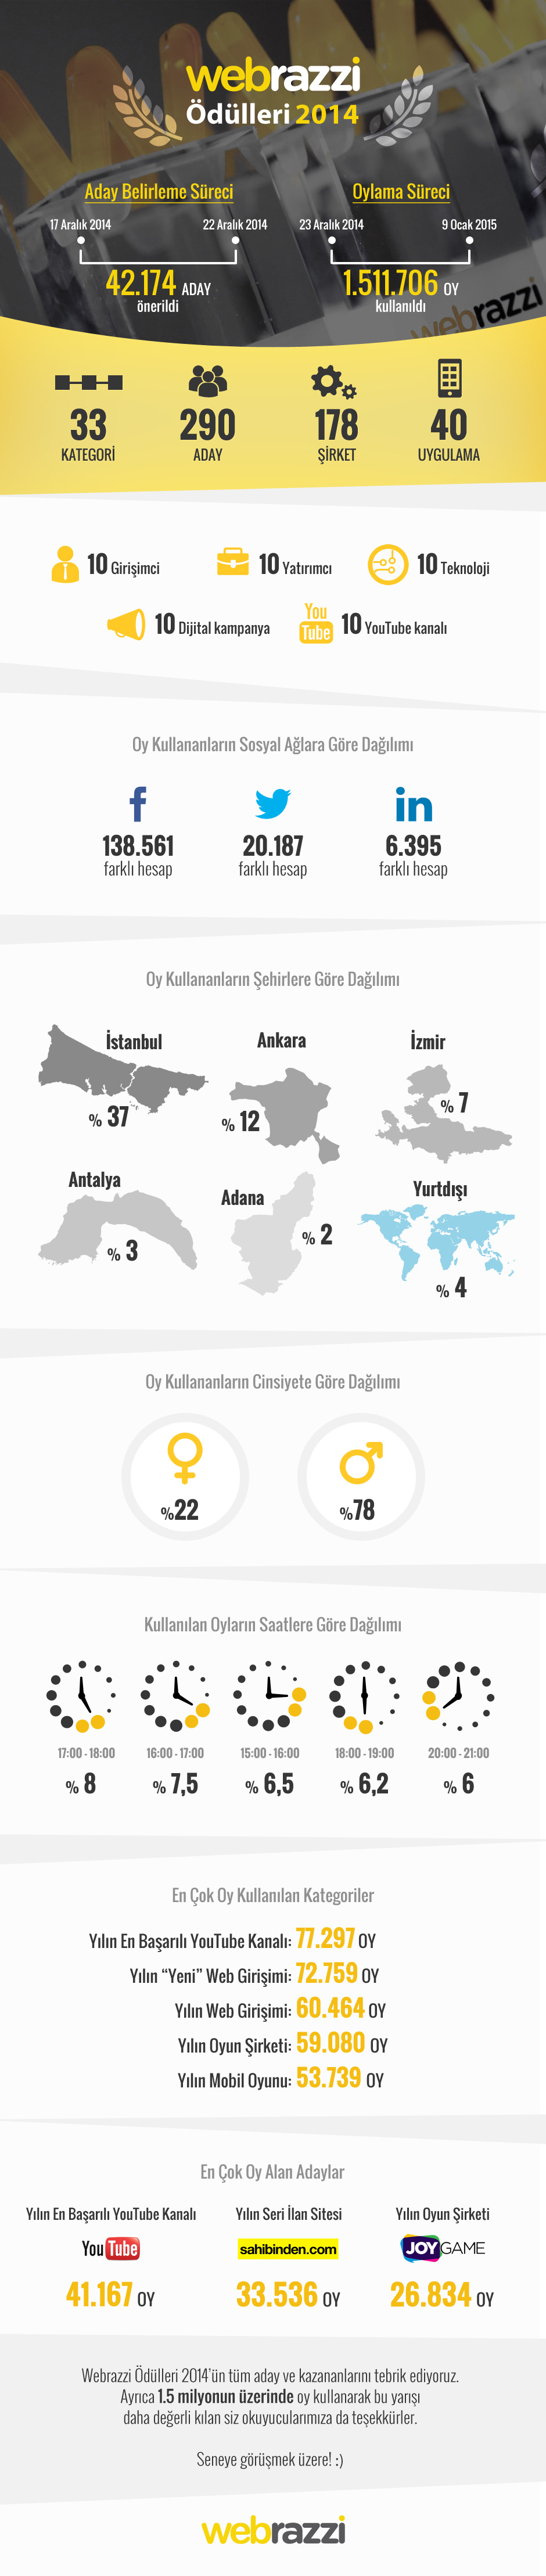 webrazzi
Ödülleri 2014
Aday Belirleme Süreci
17 Aralık 2014
22 Aralık 2014
42.174 ADAY
önerildi
Oylama Süreci
23 Aralık 2014
9 Ocak 2015
1.511.706 OY
kullanıldı
webrazzi
33
KATEGORİ
290
ADAY
178
ŞİRKET
40
UYGULAMA
10 Girişimci
10 Yatırımcı
10 Teknoloji
10 Dijital kampanya
You
Tube
10 YouTube kanalı
Oy Kullananların Sosyal Ağlara Göre Dağılımı
f
138.561
farklı hesap
20.187
farklı hesap
in
6.395
farklı hesap
Oy Kullananların Şehirlere Göre Dağılımı
İstanbul
% 37
Ankara
% 12
İzmir
% 7
Antalya
% 3
Adana
% 2
Yurtdışı
% 4
Oy Kullananların Cinsiyete Göre Dağılımı
%22
%78
Kullanılan Oyların Saatlere Göre Dağılımı
17:00 - 18:00
% 8
16:00 - 17:00
% 7,5
15:00 - 16:00
% 6,5
18:00 - 19:00
% 6,2
20:00 - 21:00
% 6
En Çok Oy Kullanılan Kategoriler
Yılın En Başarılı YouTube Kanalı: 77.297 OY
Yılın “Yeni” Web Girişimi: 72.759 OY
Yılın Web Girişimi: 60.464 OY
Yılın Oyun Şirketi: 59.080 OY
Yılın Mobil Oyunu: 53.739 OY
En Çok Oy Alan Adaylar
Yılın En Başarılı YouTube Kanalı
You Tube
41.167 OY
Yılın Seri İlan Sitesi
sahibinden.com
33.536 OY
Yılın Oyun Şirketi
JOYGAME
26.834 OY
Webrazzi Ödülleri 2014'ün tüm aday ve kazananlarını tebrik ediyoruz.
Ayrıca 1.5 milyonun üzerinde oy kullanarak bu yarışı
daha değerli kılan siz okuyucularımıza da teşekkürler.
Seneye görüşmek üzere! :)
webrazzi